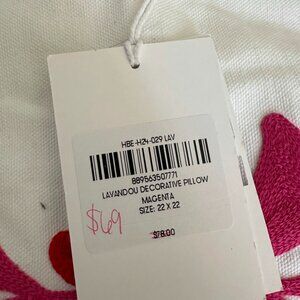 HBE-H24-029 LAV
889563507771
LAVANDOU DECORATIVE PILLOW
MAGENTA
SIZE: 22 X 22
$69
$78.00